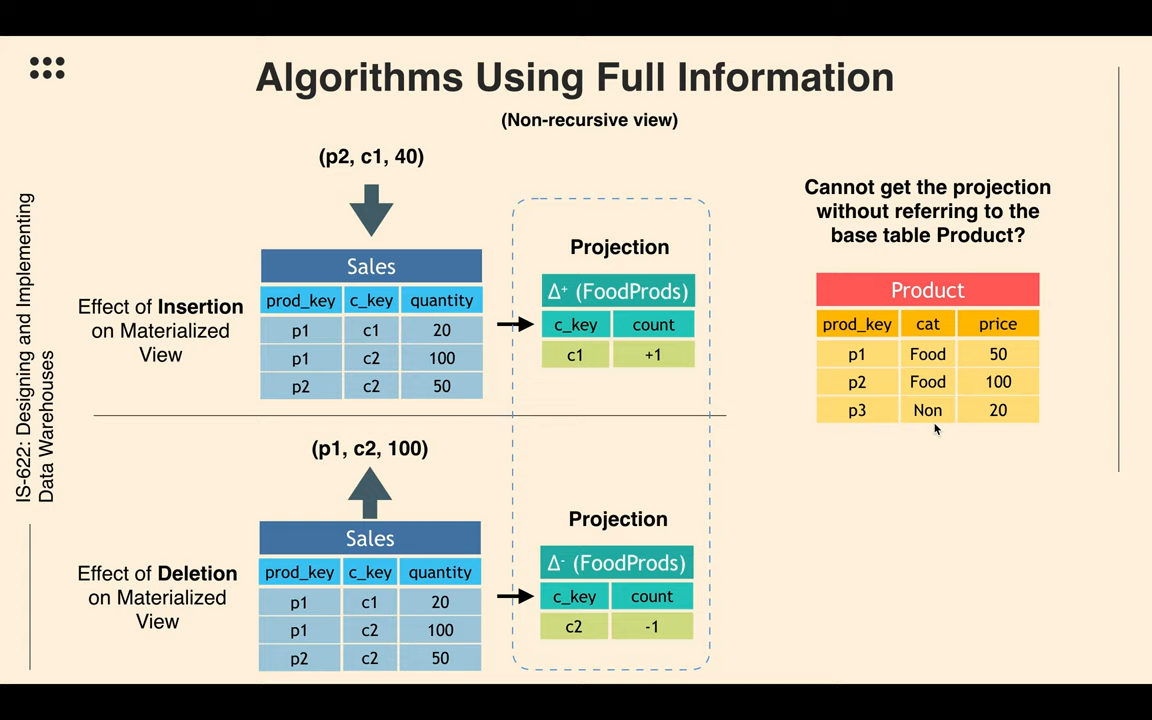 Algorithms Using Full Information
(Non-recursive view)
IS-622: Designing and Implementing
Data Warehouses
(p2, c1, 40)
Effect of Insertion
on Materialized
View
Sales
prod_key c_key quantity
p1 c1 20
p1 c2 100
p2 c2 50
Projection
Δ⁺ (FoodProds)
c_key count
c1 +1
Cannot get the projection
without referring to the
base table Product?
Product
prod_key cat price
p1 Food 50
p2 Food 100
p3 Non 20
(p1, c2, 100)
Effect of Deletion
on Materialized
View
Sales
prod_key c_key quantity
p1 c1 20
p1 c2 100
p2 c2 50
Projection
Δ⁻ (FoodProds)
c_key count
c2 -1